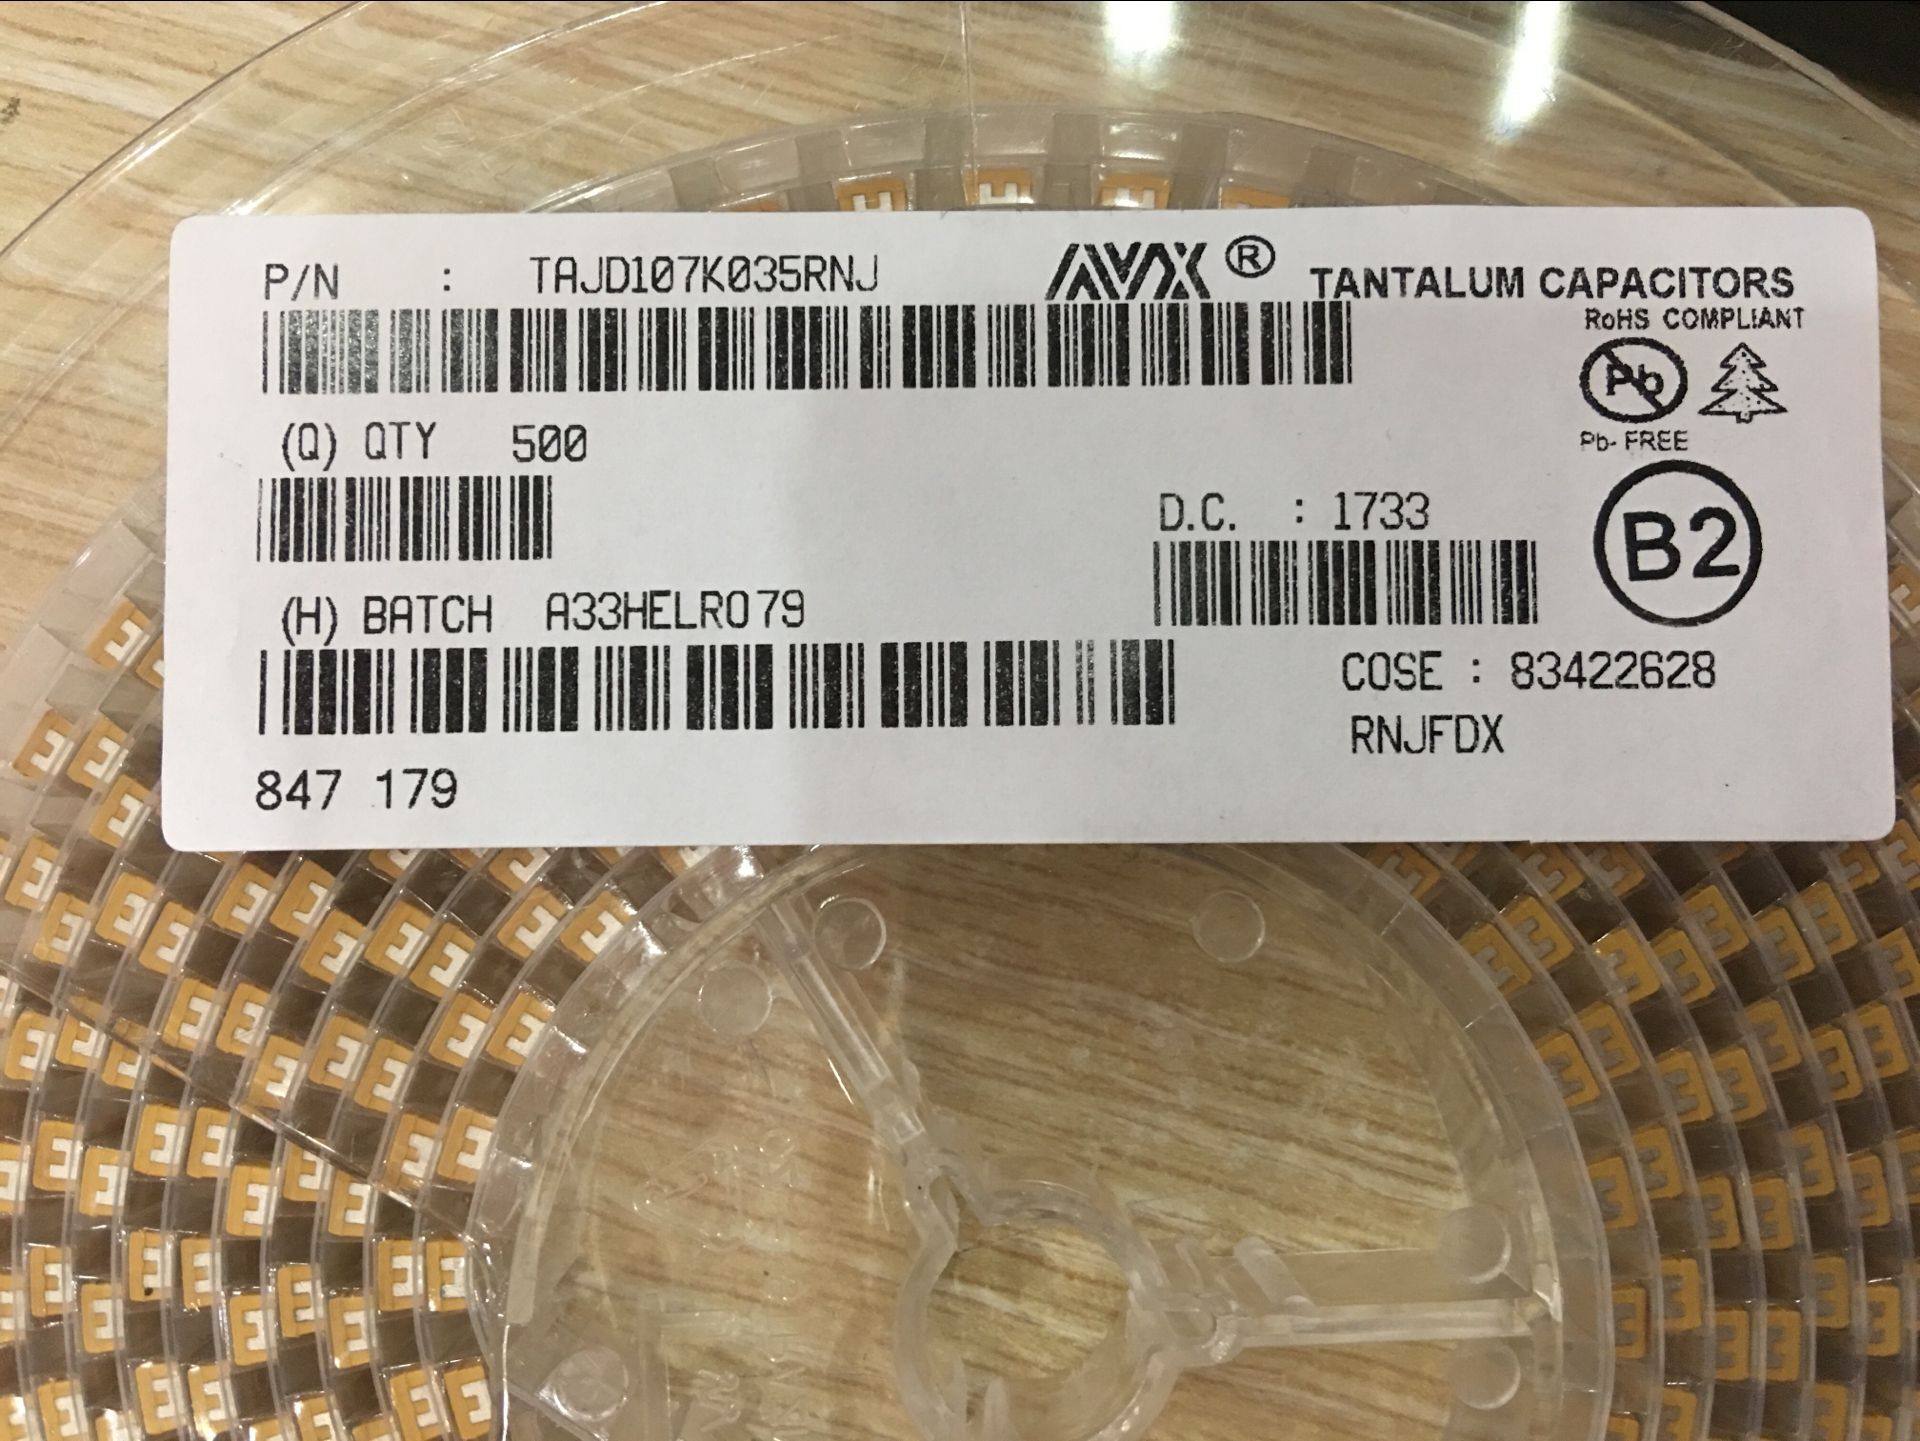 P/N : TAJD107K035RNJ
AVX ® TANTALUM CAPACITORS
RoHS COMPLIANT
Pb
Pb- FREE
(Q) QTY 500
D.C. : 1733
B2
(H) BATCH A33HELR079
COSE : 83422628
RNJFDX
847 179